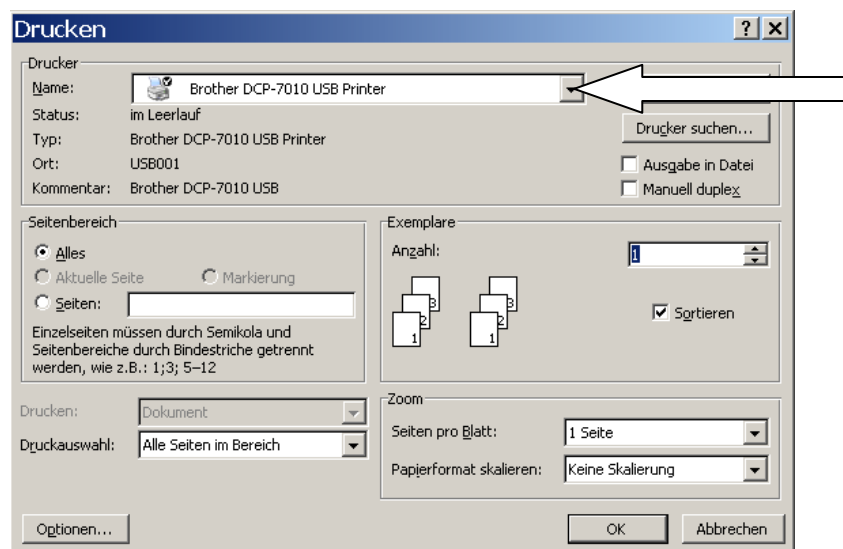 Drucken
Drucker
Name: Brother DCP-7010 USB Printer
Status: im Leerlauf
Typ: Brother DCP-7010 USB Printer
Ort: USB001
Kommentar: Brother DCP-7010 USB
Drucker suchen...
Ausgabe in Datei
Manuell duplex
Seitenbereich
Alles
Aktuelle Seite Markierung
Seiten:
Einzelseiten müssen durch Semikola und
Seitenbereiche durch Bindestriche getrennt
werden, wie z.B.: 1;3; 5–12
Exemplare
Anzahl: 1
3 3
2 2
1 1
Sortieren
Drucken: Dokument
Druckauswahl: Alle Seiten im Bereich
Zoom
Seiten pro Blatt: 1 Seite
Papierformat skalieren: Keine Skalierung
Optionen... OK Abbrechen